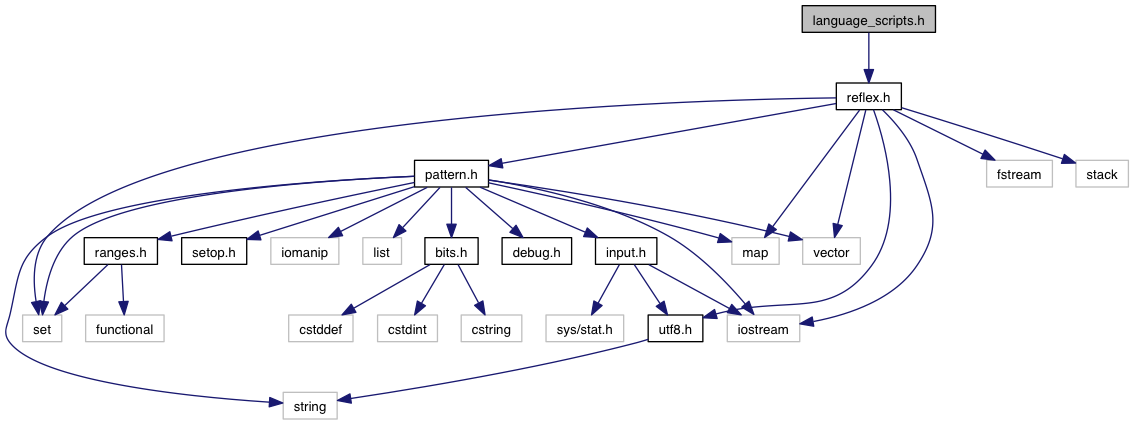 language_scripts.h
reflex.h
pattern.h
fstream
stack
ranges.h
setop.h
iomanip
list
bits.h
debug.h
input.h
map
vector
set
functional
cstddef
cstdint
cstring
sys/stat.h
utf8.h
iostream
string